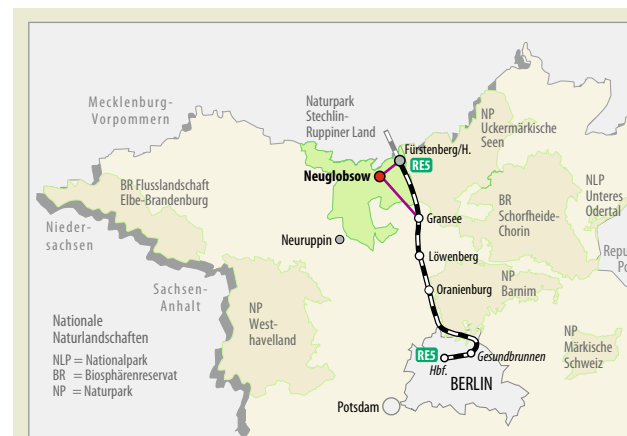 Mecklenburg-
Vorpommern
Naturpark
Stechlin-
Ruppiner Land
NP
Uckermärkische
Seen
Fürstenberg/H.
RE5
Neuglobsow
BR Flusslandschaft
Elbe-Brandenburg
NLP
Unteres
Odertal
BR
Schorfheide-
Chorin
Gransee
Nieder-
sachsen
Neuruppin
Löwenberg
Repu
Po
Sachsen-
Anhalt
Oranienburg
NP
Barnim
NP
West-
havelland
Nationale
Naturlandschaften
NLP = Nationalpark
BR = Biosphärenreservat
NP = Naturpark
NP
Märkische
Schweiz
RE5
Gesundbrunnen
Hbf.
BERLIN
Potsdam